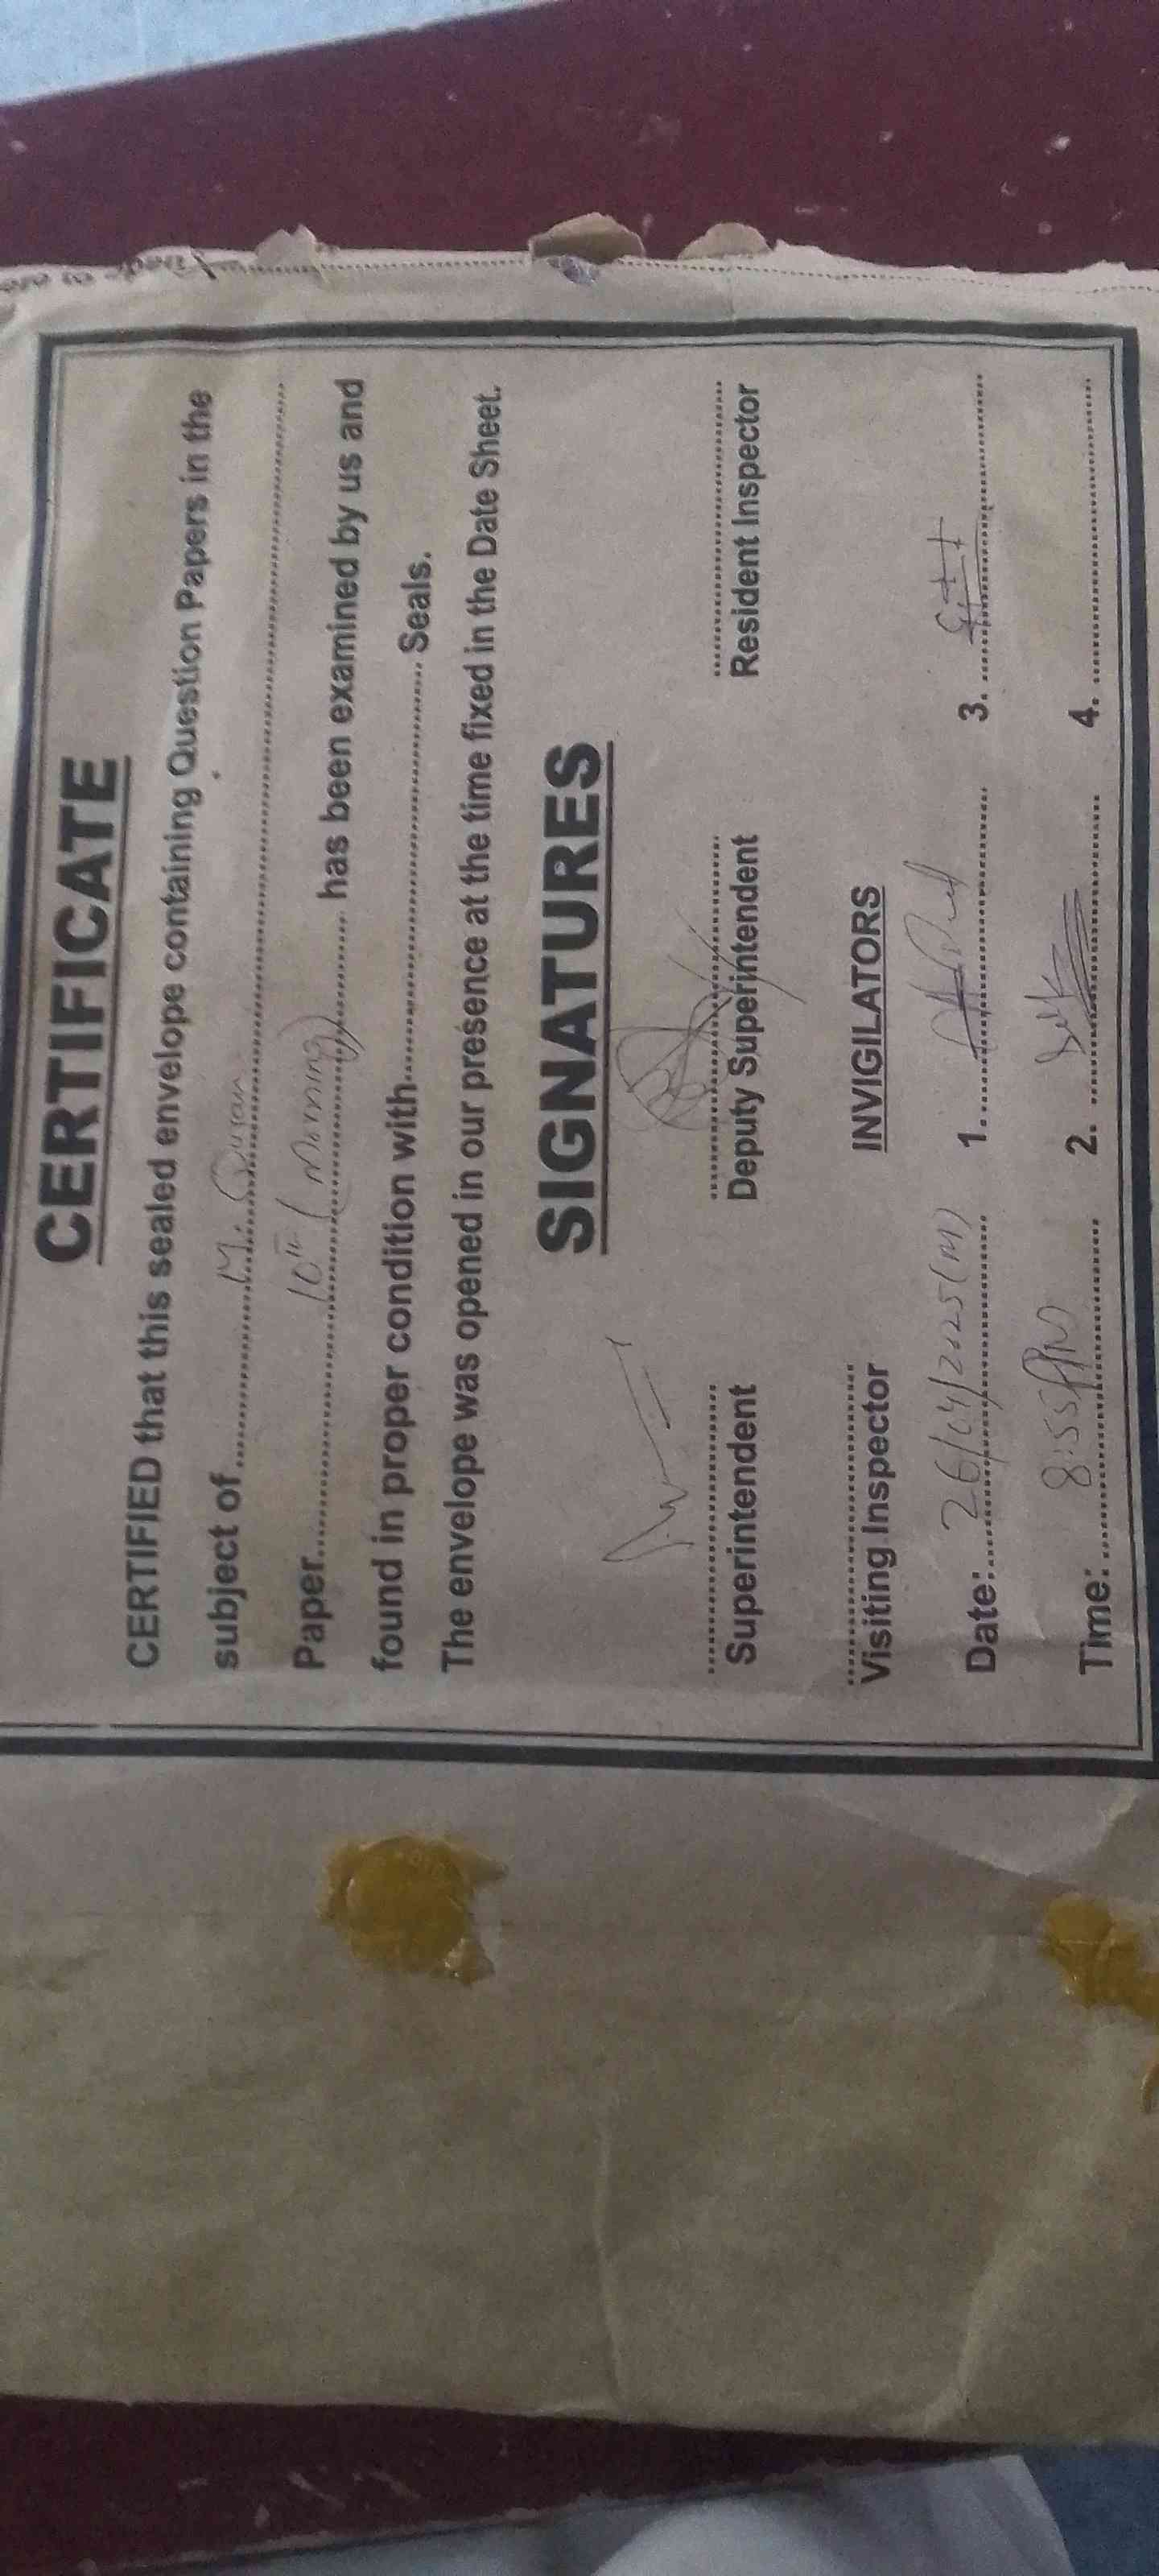 CERTIFICATE
CERTIFIED that this sealed envelope containing Question Papers in the
subject of.......M. Quran.......
Paper.......10th (Morning)....... has been examined by us and
found in proper condition with....... Seals.
The envelope was opened in our presence at the time fixed in the Date Sheet.
SIGNATURES
Superintendent Deputy Superintendent Resident Inspector
Visiting Inspector INVIGILATORS
Date:.......26/04/2025(M) 1........ 3........
Time:.......8:55 2........ 4........